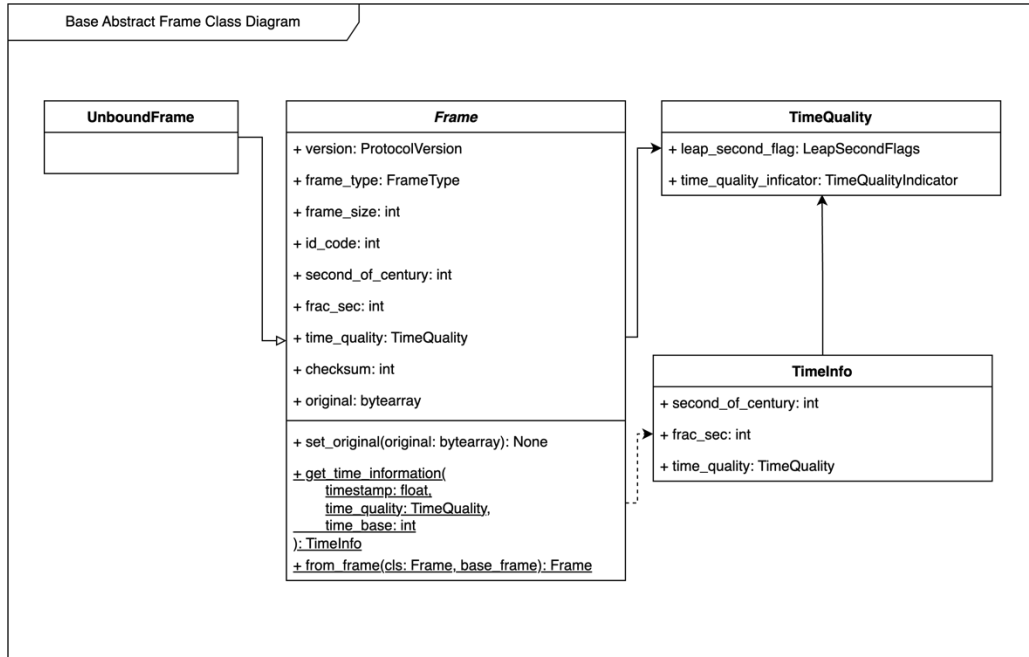 Base Abstract Frame Class Diagram
UnboundFrame
Frame
+ version: ProtocolVersion
+ frame_type: FrameType
+ frame_size: int
+ id_code: int
+ second_of_century: int
+ frac_sec: int
+ time_quality: TimeQuality
+ checksum: int
+ original: bytearray
+ set_original(original: bytearray): None
+ get_time_information(
timestamp: float,
time_quality: TimeQuality,
time_base: int
): TimeInfo
+ from_frame(cls: Frame, base_frame): Frame
TimeQuality
+ leap_second_flag: LeapSecondFlags
+ time_quality_inficator: TimeQualityIndicator
TimeInfo
+ second_of_century: int
+ frac_sec: int
+ time_quality: TimeQuality